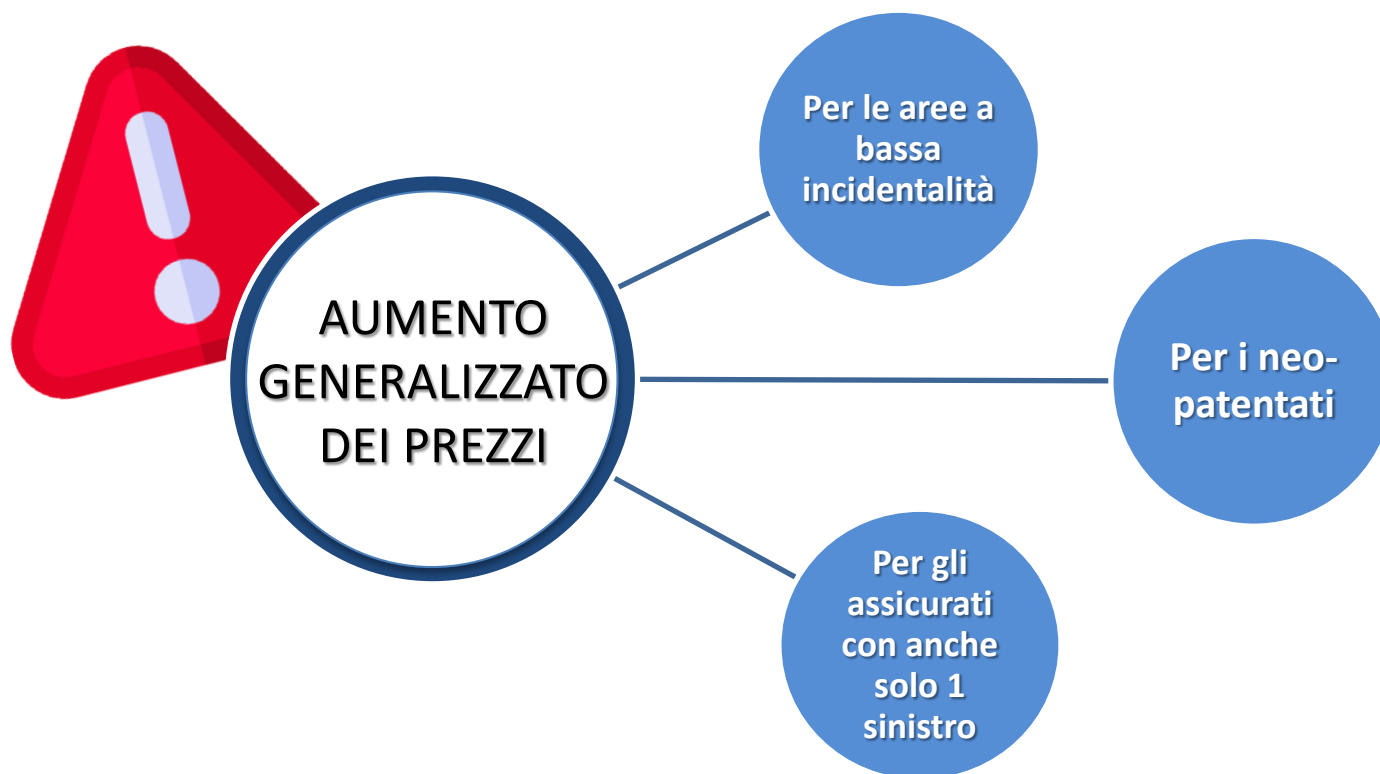 Per le aree a
bassa
incidentalità
AUMENTO
GENERALIZZATO
DEI PREZZI
Per i neo-
patentati
Per gli
assicurati
con anche
solo 1
sinistro